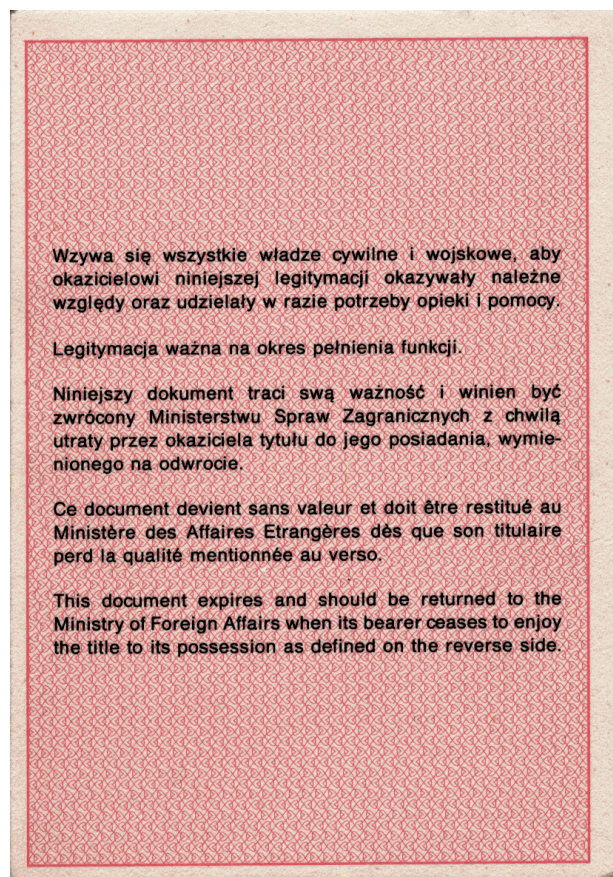 Wzywa się wszystkie władze cywilne i wojskowe, aby
okazicielowi niniejszej legitymacji okazywały należne
względy oraz udzielały w razie potrzeby opieki i pomocy.
Legitymacja ważna na okres pełnienia funkcji.
Niniejszy dokument traci swą ważność i winien być
zwrócony Ministerstwu Spraw Zagranicznych z chwilą
utraty przez okaziciela tytułu do jego posiadania, wymie-
nionego na odwrocie.
Ce document devient sans valeur et doit être restitué au
Ministère des Affaires Etrangères dès que son titulaire
perd la qualité mentionnée au verso.
This document expires and should be returned to the
Ministry of Foreign Affairs when its bearer ceases to enjoy
the title to its possession as defined on the reverse side.